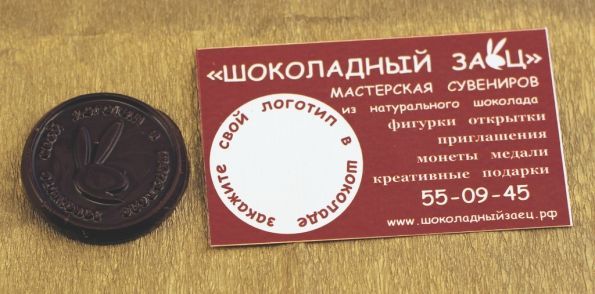 «ШОКОЛАДНЫЙ ЗАЕЦ»
МАСТЕРСКАЯ СУВЕНИРОВ
из натурального шоколада
фигурки открытки
приглашения
монеты медали
креативные подарки
55-09-45
www.шоколадныйзаец.рф
закажите свой логотип в шоколаде